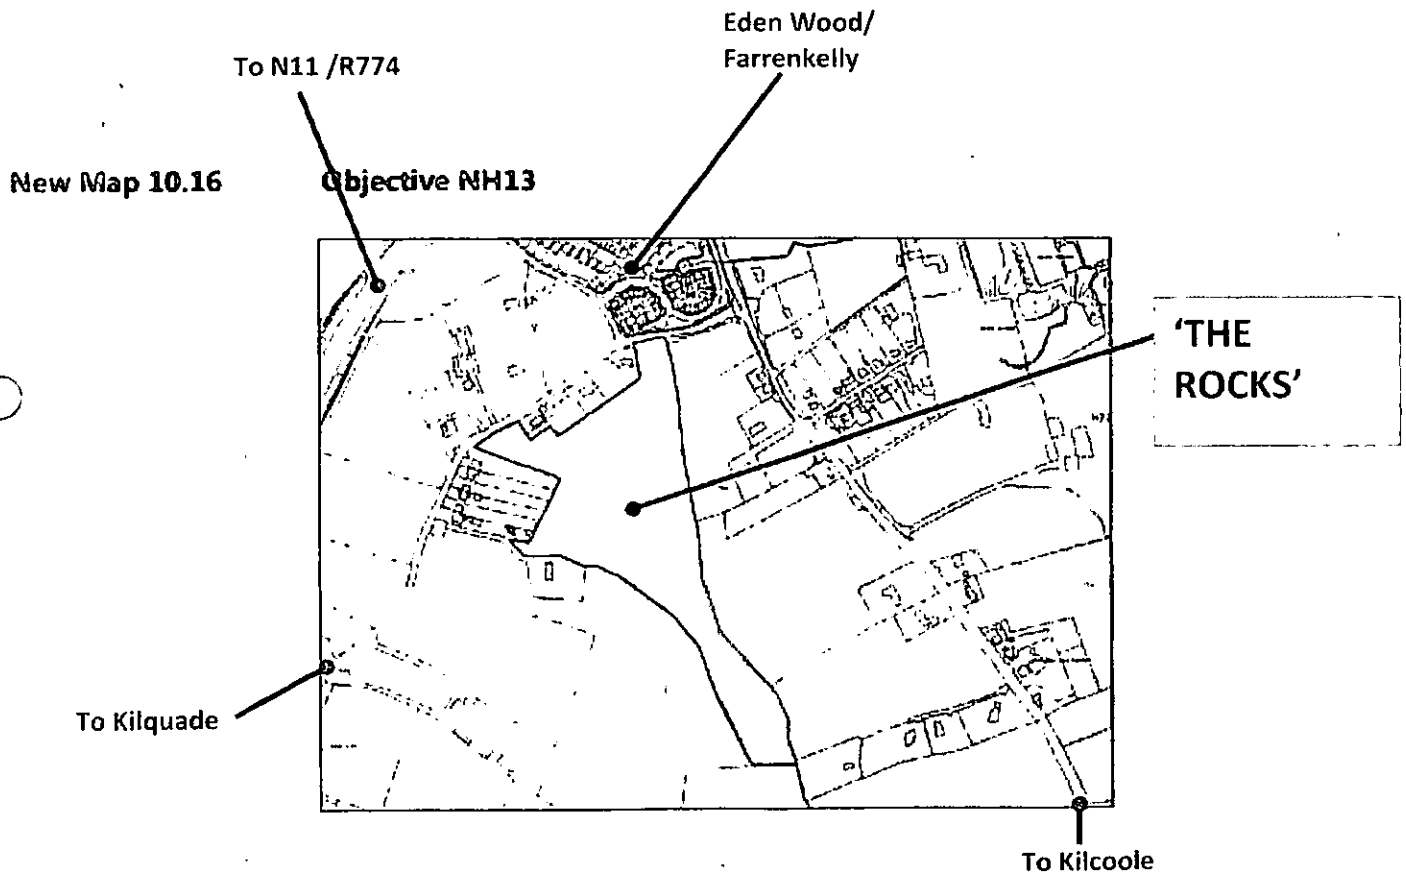 Eden Wood/
Farrenkelly
To N11 /R774
New Map 10.16 Objective NH13
‘THE
ROCKS’
To Kilquade
To Kilcoole